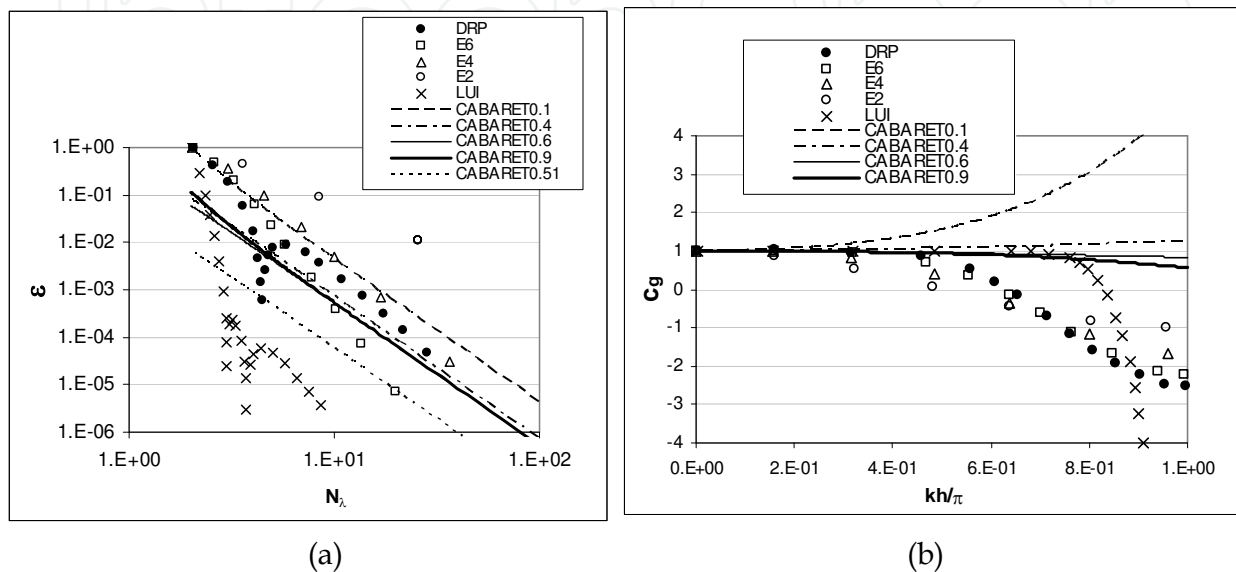 DRP
E6
E4
E2
LUI
CABARET0.1
CABARET0.4
CABARET0.6
CABARET0.9
CABARET0.51
1.E+00
1.E-01
1.E-02
1.E-03
1.E-04
1.E-05
1.E-06
ε
1.E+00
1.E+01
1.E+02
Nλ
(a)
DRP
E6
E4
E2
LUI
CABARET0.1
CABARET0.4
CABARET0.6
CABARET0.9
4
3
2
1
0
-1
-2
-3
-4
Cg
0.E+00
2.E-01
4.E-01
6.E-01
8.E-01
1.E+00
kh/π
(b)